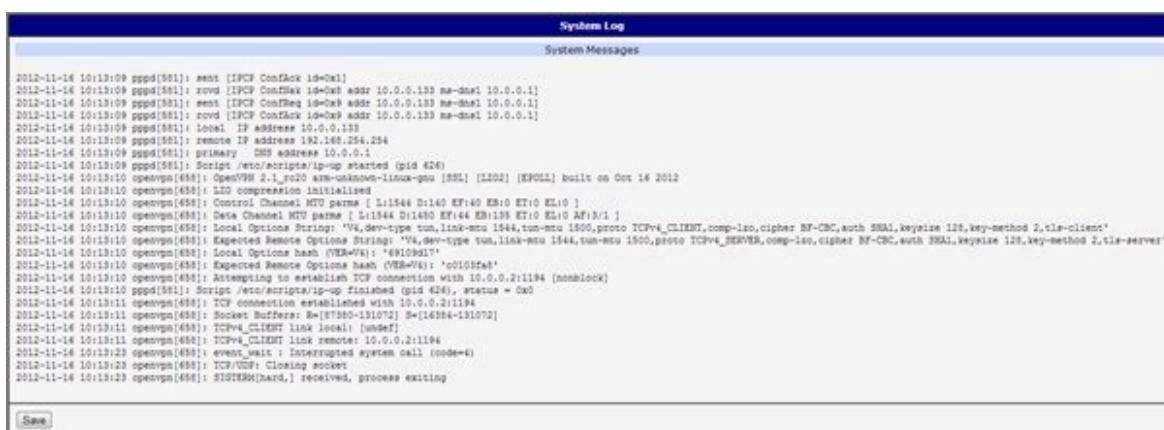 System Log
System Messages
2012-11-16 10:13:09 pppd[581]: sent [IPCP ConfAck id=0x1]
2012-11-16 10:13:09 pppd[581]: rcvd [IPCP ConfNak id=0x8 addr 10.0.0.133 ms-dns1 10.0.0.1]
2012-11-16 10:13:09 pppd[581]: sent [IPCP ConfReq id=0x9 addr 10.0.0.133 ms-dns1 10.0.0.1]
2012-11-16 10:13:09 pppd[581]: rcvd [IPCP ConfAck id=0x9 addr 10.0.0.133 ms-dns1 10.0.0.1]
2012-11-16 10:13:09 pppd[581]: local IP address 10.0.0.133
2012-11-16 10:13:09 pppd[581]: remote IP address 192.168.254.254
2012-11-16 10:13:09 pppd[581]: primary DNS address 10.0.0.1
2012-11-16 10:13:09 pppd[581]: Script /etc/scripts/ip-up started (pid 626)
2012-11-16 10:13:10 openvpn[658]: OpenVPN 2.1_rc20 arm-unknown-linux-gnu [SSL] [LZO2] [EPOLL] built on Oct 16 2012
2012-11-16 10:13:10 openvpn[658]: LZO compression initialized
2012-11-16 10:13:10 openvpn[658]: Control Channel MTU parms [ L:1544 D:140 EF:40 EB:0 ET:0 EL:0 ]
2012-11-16 10:13:10 openvpn[658]: Data Channel MTU parms [ L:1544 D:1450 EF:44 EB:135 ET:0 EL:0 AF:3/1 ]
2012-11-16 10:13:10 openvpn[658]: Local Options String: 'V4,dev-type tun,link-mtu 1544,tun-mtu 1500,proto TCPv4_CLIENT,comp-lzo,cipher BF-CBC,auth SHA1,keysize 128,key-method 2,tls-client'
2012-11-16 10:13:10 openvpn[658]: Expected Remote Options String: 'V4,dev-type tun,link-mtu 1544,tun-mtu 1500,proto TCPv4_SERVER,comp-lzo,cipher BF-CBC,auth SHA1,keysize 128,key-method 2,tls-server'
2012-11-16 10:13:10 openvpn[658]: Local Options hash (VER=V4): '69109d17'
2012-11-16 10:13:10 openvpn[658]: Expected Remote Options hash (VER=V4): 'c0103fa8'
2012-11-16 10:13:10 openvpn[658]: Attempting to establish TCP connection with 10.0.0.2:1194 [nonblock]
2012-11-16 10:13:10 pppd[581]: Script /etc/scripts/ip-up finished (pid 626), status = 0x0
2012-11-16 10:13:11 openvpn[658]: TCP connection established with 10.0.0.2:1194
2012-11-16 10:13:11 openvpn[658]: Socket Buffers: R=[87380-131072] S=[16384-131072]
2012-11-16 10:13:11 openvpn[658]: TCPv4_CLIENT link local: [undef]
2012-11-16 10:13:11 openvpn[658]: TCPv4_CLIENT link remote: 10.0.0.2:1194
2012-11-16 10:13:23 openvpn[658]: event_wait : Interrupted system call (code=4)
2012-11-16 10:13:23 openvpn[658]: TCP/UDP: Closing socket
2012-11-16 10:13:23 openvpn[658]: SIGTERM[hard,] received, process exiting
Save